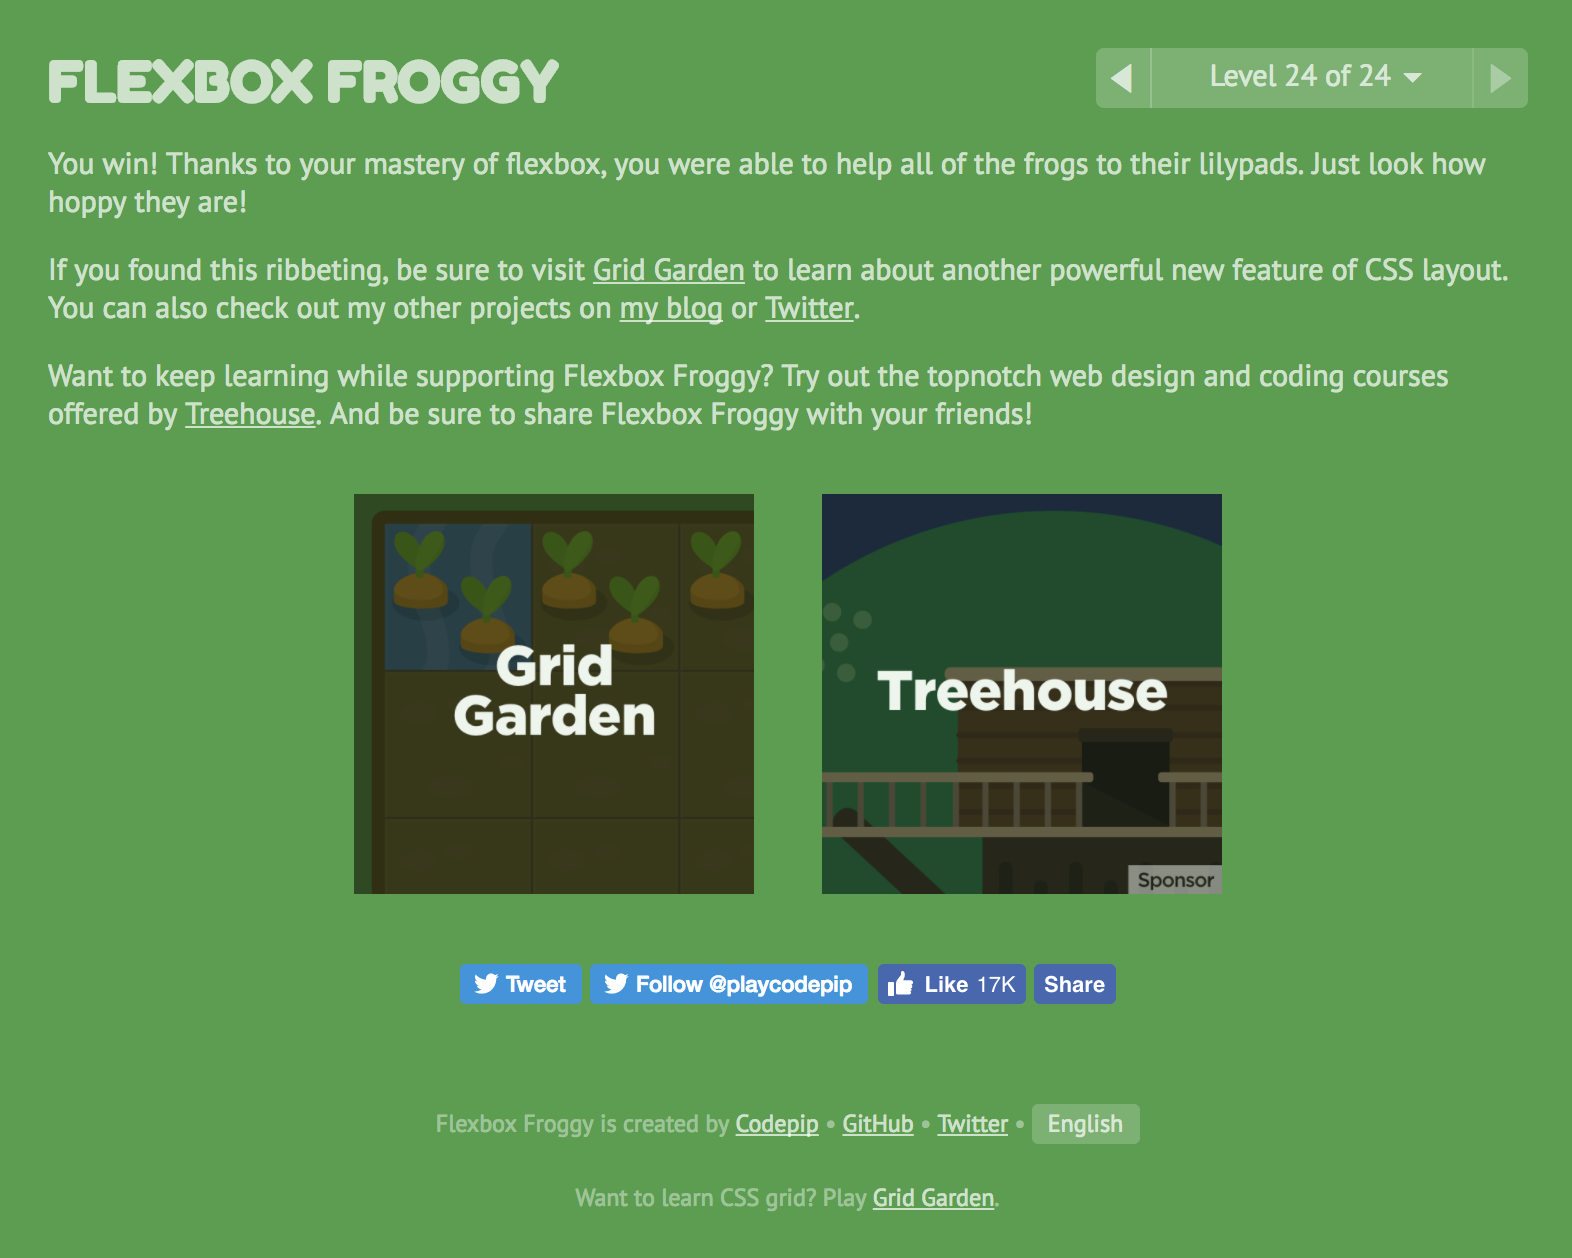 FLEXBOX FROGGY
Level 24 of 24
You win! Thanks to your mastery of flexbox, you were able to help all of the frogs to their lilypads. Just look how
hoppy they are!
If you found this ribbeting, be sure to visit Grid Garden to learn about another powerful new feature of CSS layout.
You can also check out my other projects on my blog or Twitter.
Want to keep learning while supporting Flexbox Froggy? Try out the topnotch web design and coding courses
offered by Treehouse. And be sure to share Flexbox Froggy with your friends!
Grid
Garden
Treehouse
Sponsor
Tweet
Follow @playcodepip
Like 17K
Share
Flexbox Froggy is created by Codepip • GitHub • Twitter • English
Want to learn CSS grid? Play Grid Garden.